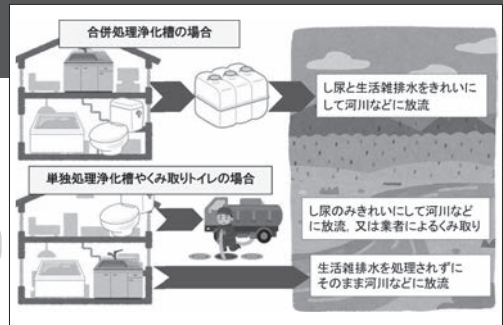 合併処理浄化槽の場合
し尿と生活雑排水をきれいに
して河川などに放流
単独処理浄化槽やくみ取りトイレの場合
し尿のみきれいにして河川など
に放流，又は業者によるくみ取り
生活雑排水を処理されずに
そのまま河川などに放流